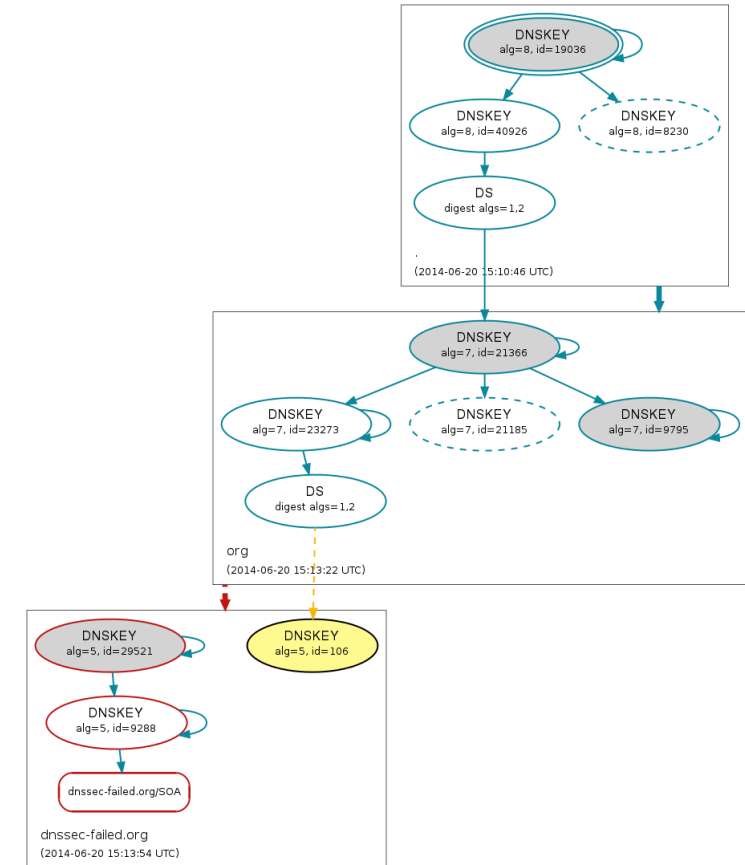 DNSKEY
alg=8, id=19036
DNSKEY
alg=8, id=40926
DNSKEY
alg=8, id=8230
DS
digest algs=1,2
.
(2014-06-20 15:10:46 UTC)
DNSKEY
alg=7, id=21366
DNSKEY
alg=7, id=23273
DNSKEY
alg=7, id=21185
DNSKEY
alg=7, id=9795
DS
digest algs=1,2
org
(2014-06-20 15:13:22 UTC)
DNSKEY
alg=5, id=29521
DNSKEY
alg=5, id=106
DNSKEY
alg=5, id=9288
dnssec-failed.org/SOA
dnssec-failed.org
(2014-06-20 15:13:54 UTC)